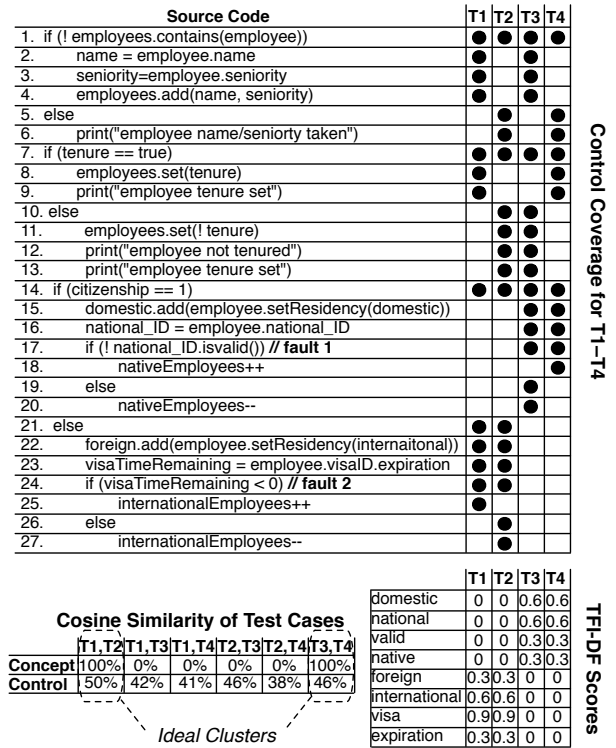 Source Code T1 T2 T3 T4
1. if (! employees.contains(employee))
2. name = employee.name
3. seniority=employee.seniority
4. employees.add(name, seniority)
5. else
6. print("employee name/seniorty taken")
7. if (tenure == true)
8. employees.set(tenure)
9. print("employee tenure set")
10. else
11. employees.set(! tenure)
12. print("employee not tenured")
13. print("employee tenure set")
14. if (citizenship == 1)
15. domestic.add(employee.setResidency(domestic))
16. national_ID = employee.national_ID
17. if (! national_ID.isvalid()) // fault 1
18. nativeEmployees++
19. else
20. nativeEmployees--
21. else
22. foreign.add(employee.setResidency(internaitonal))
23. visaTimeRemaining = employee.visaID.expiration
24. if (visaTimeRemaining < 0) // fault 2
25. internationalEmployees++
26. else
27. internationalEmployees--
Control Coverage for T1–T4
Cosine Similarity of Test Cases
T1,T2 T1,T3 T1,T4 T2,T3 T2,T4 T3,T4
Concept 100% 0% 0% 0% 0% 100%
Control 50% 42% 41% 46% 38% 46%
Ideal Clusters
T1 T2 T3 T4
domestic 0 0 0.6 0.6
national 0 0 0.6 0.6
valid 0 0 0.3 0.3
native 0 0 0.3 0.3
foreign 0.3 0.3 0 0
international 0.6 0.6 0 0
visa 0.9 0.9 0 0
expiration 0.3 0.3 0 0
TFI-DF Scores